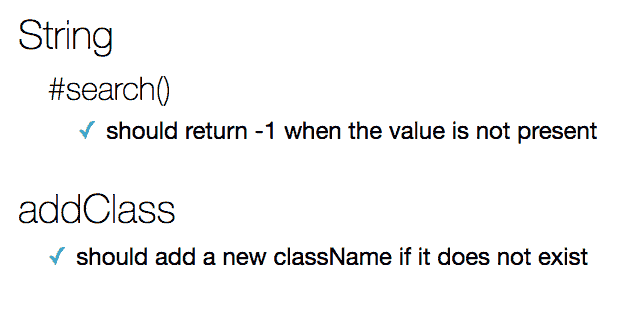 String
#search()
✓ should return -1 when the value is not present
addClass
✓ should add a new className if it does not exist